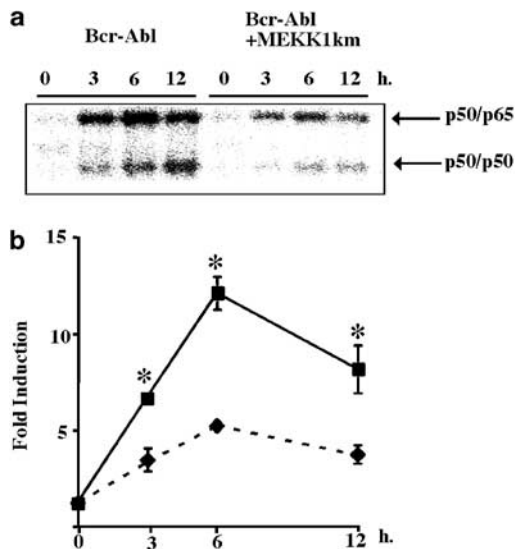 a
Bcr-Abl
Bcr-Abl
+MEKK1km
0 3 6 12 0 3 6 12 h.
p50/p65
p50/p50
b
15
10
5
Fold Induction
* * *
0 3 6 12 h.